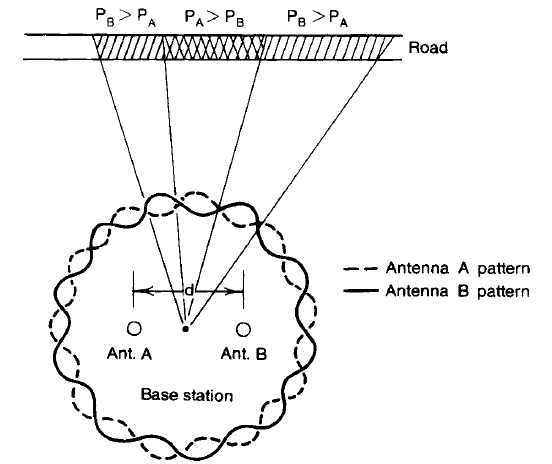 P_B > P_A P_A > P_B P_B > P_A
Road
d
Antenna A pattern
Antenna B pattern
Ant. A Ant. B
Base station